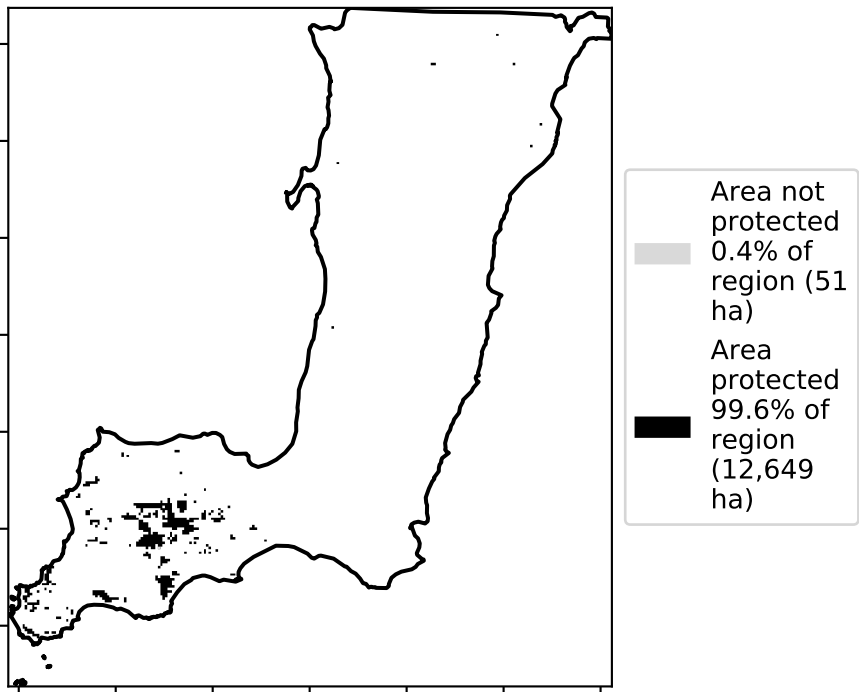 Area not
protected
0.4% of
region (51
ha)
Area
protected
99.6% of
region
(12,649
ha)